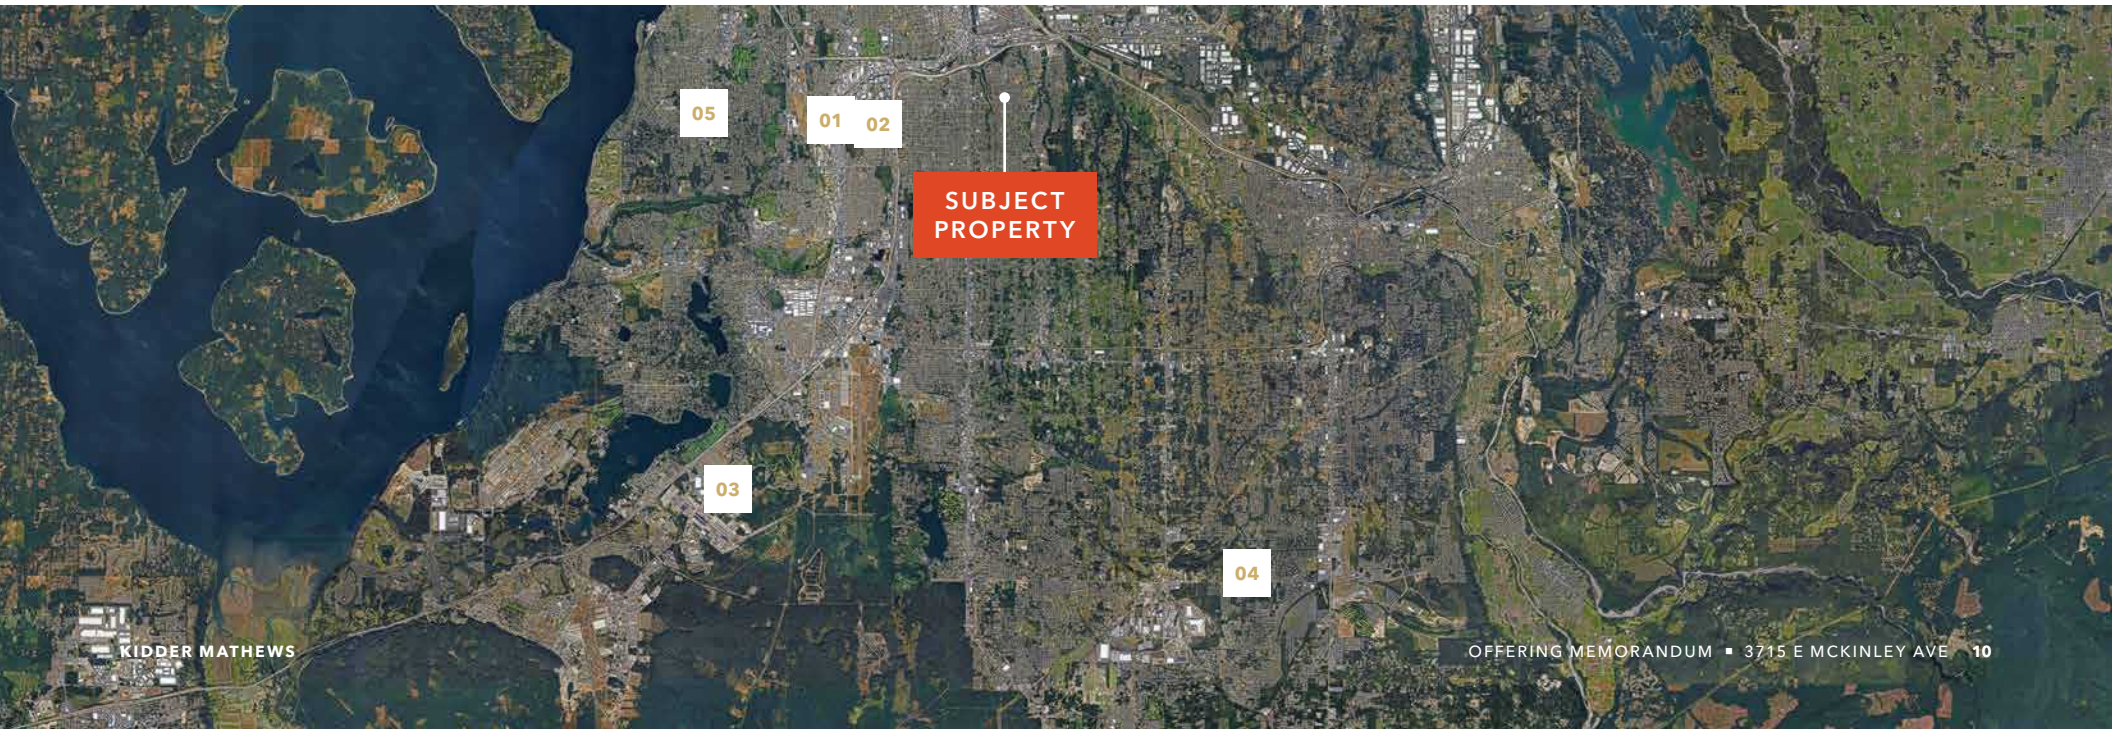 05
01
02
SUBJECT
PROPERTY
03
04
KIDDER MATHEWS
OFFERING MEMORANDUM ▪ 3715 E MCKINLEY AVE 10